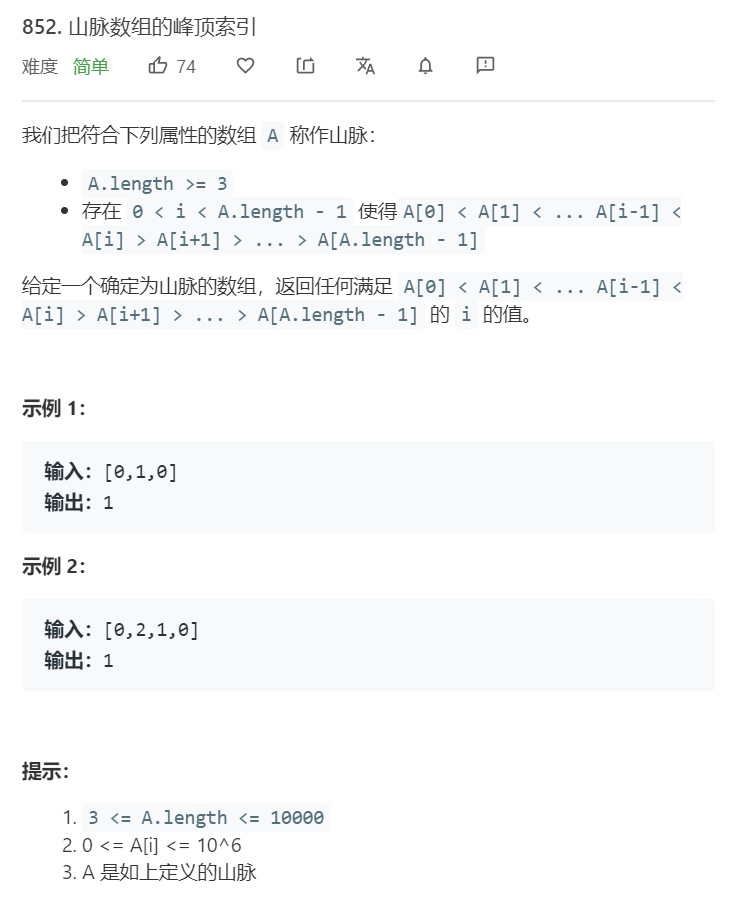 852. 山脉数组的峰顶索引
难度 简单 74
我们把符合下列属性的数组 A 称作山脉：
• A.length >= 3
• 存在 0 < i < A.length - 1 使得 A[0] < A[1] < ... A[i-1] <
A[i] > A[i+1] > ... > A[A.length - 1]
给定一个确定为山脉的数组，返回任何满足 A[0] < A[1] < ... A[i-1] <
A[i] > A[i+1] > ... > A[A.length - 1] 的 i 的值。
示例 1：
输入：[0,1,0]
输出：1
示例 2：
输入：[0,2,1,0]
输出：1
提示：
1. 3 <= A.length <= 10000
2. 0 <= A[i] <= 10^6
3. A 是如上定义的山脉